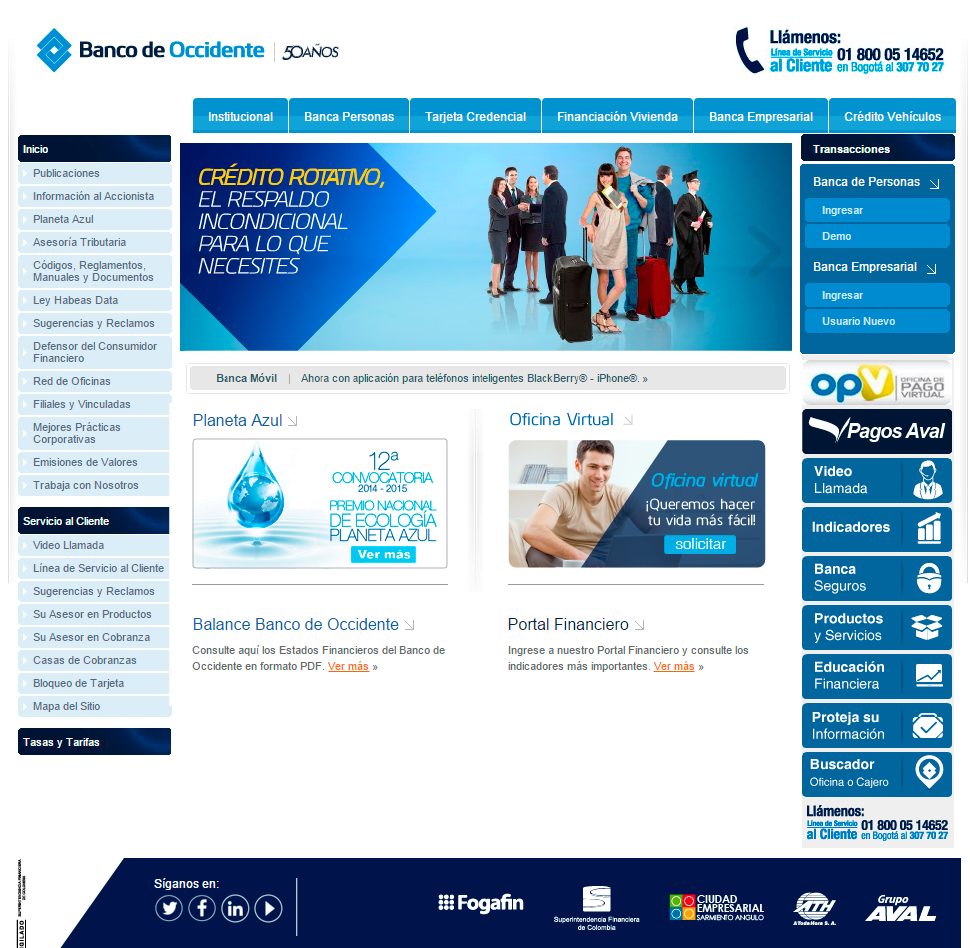 Banco de Occidente
50 AÑOS
Llámenos:
Línea de Servicio
al Cliente
01 800 05 14652
en Bogotá al 307 70 27
Institucional
Banca Personas
Tarjeta Credencial
Financiación Vivienda
Banca Empresarial
Crédito Vehículos
Inicio
Publicaciones
Información al Accionista
Planeta Azul
Asesoría Tributaria
Códigos, Reglamentos,
Manuales y Documentos
Ley Habeas Data
Sugerencias y Reclamos
Defensor del Consumidor
Financiero
Red de Oficinas
Filiales y Vinculadas
Mejores Prácticas
Corporativas
Emisiones de Valores
Trabaja con Nosotros
Servicio al Cliente
Video Llamada
Línea de Servicio al Cliente
Sugerencias y Reclamos
Su Asesor en Productos
Su Asesor en Cobranza
Casas de Cobranzas
Bloqueo de Tarjeta
Mapa del Sitio
Tasas y Tarifas
CRÉDITO ROTATIVO,
EL RESPALDO
INCONDICIONAL
PARA LO QUE
NECESITES
Banca Móvil | Ahora con aplicación para teléfonos inteligentes BlackBerry® - iPhone®. »
Planeta Azul
12a
CONVOCATORIA
2014 - 2015
PREMIO NACIONAL
DE ECOLOGÍA
PLANETA AZUL
Ver más
Oficina Virtual
Oficina virtual
¡Queremos hacer
tu vida más fácil!
solicitar
Balance Banco de Occidente
Consulte aquí los Estados Financieros del Banco de
Occidente en formato PDF. Ver más »
Portal Financiero
Ingrese a nuestro Portal Financiero y consulte los
indicadores más importantes. Ver más »
Transacciones
Banca de Personas
Ingresar
Demo
Banca Empresarial
Ingresar
Usuario Nuevo
opv
OFICINA DE
PAGO
VIRTUAL
Pagos Aval
Video
Llamada
Indicadores
Banca
Seguros
Productos
y Servicios
Educación
Financiera
Proteja su
Información
Buscador
Oficina o Cajero
Llámenos:
Línea de Servicio
al Cliente
01 800 05 14652
en Bogotá al 307 70 27
SUPERINTENDENCIA FINANCIERA
DE COLOMBIA
Síganos en:
Fogafin
Superintendencia Financiera
de Colombia
CIUDAD
EMPRESARIAL
SARMIENTO ANGULO
ATH
A Toda Hora S. A.
Grupo
AVAL